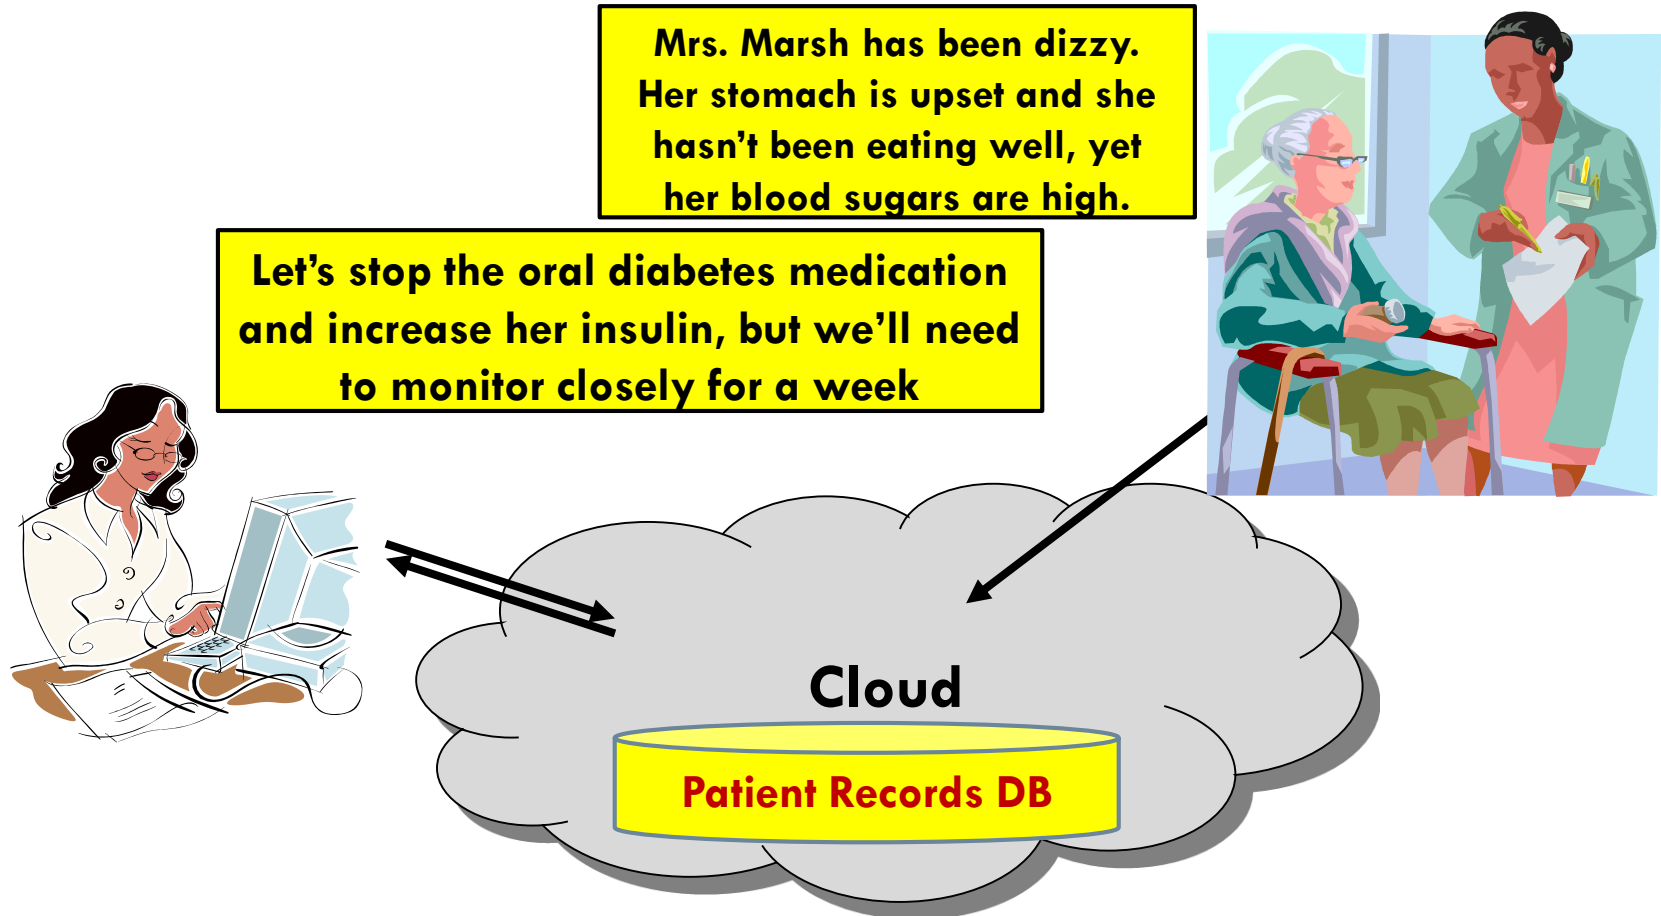 Mrs. Marsh has been dizzy.
Her stomach is upset and she
hasn’t been eating well, yet
her blood sugars are high.
Let’s stop the oral diabetes medication
and increase her insulin, but we’ll need
to monitor closely for a week
Cloud
Patient Records DB